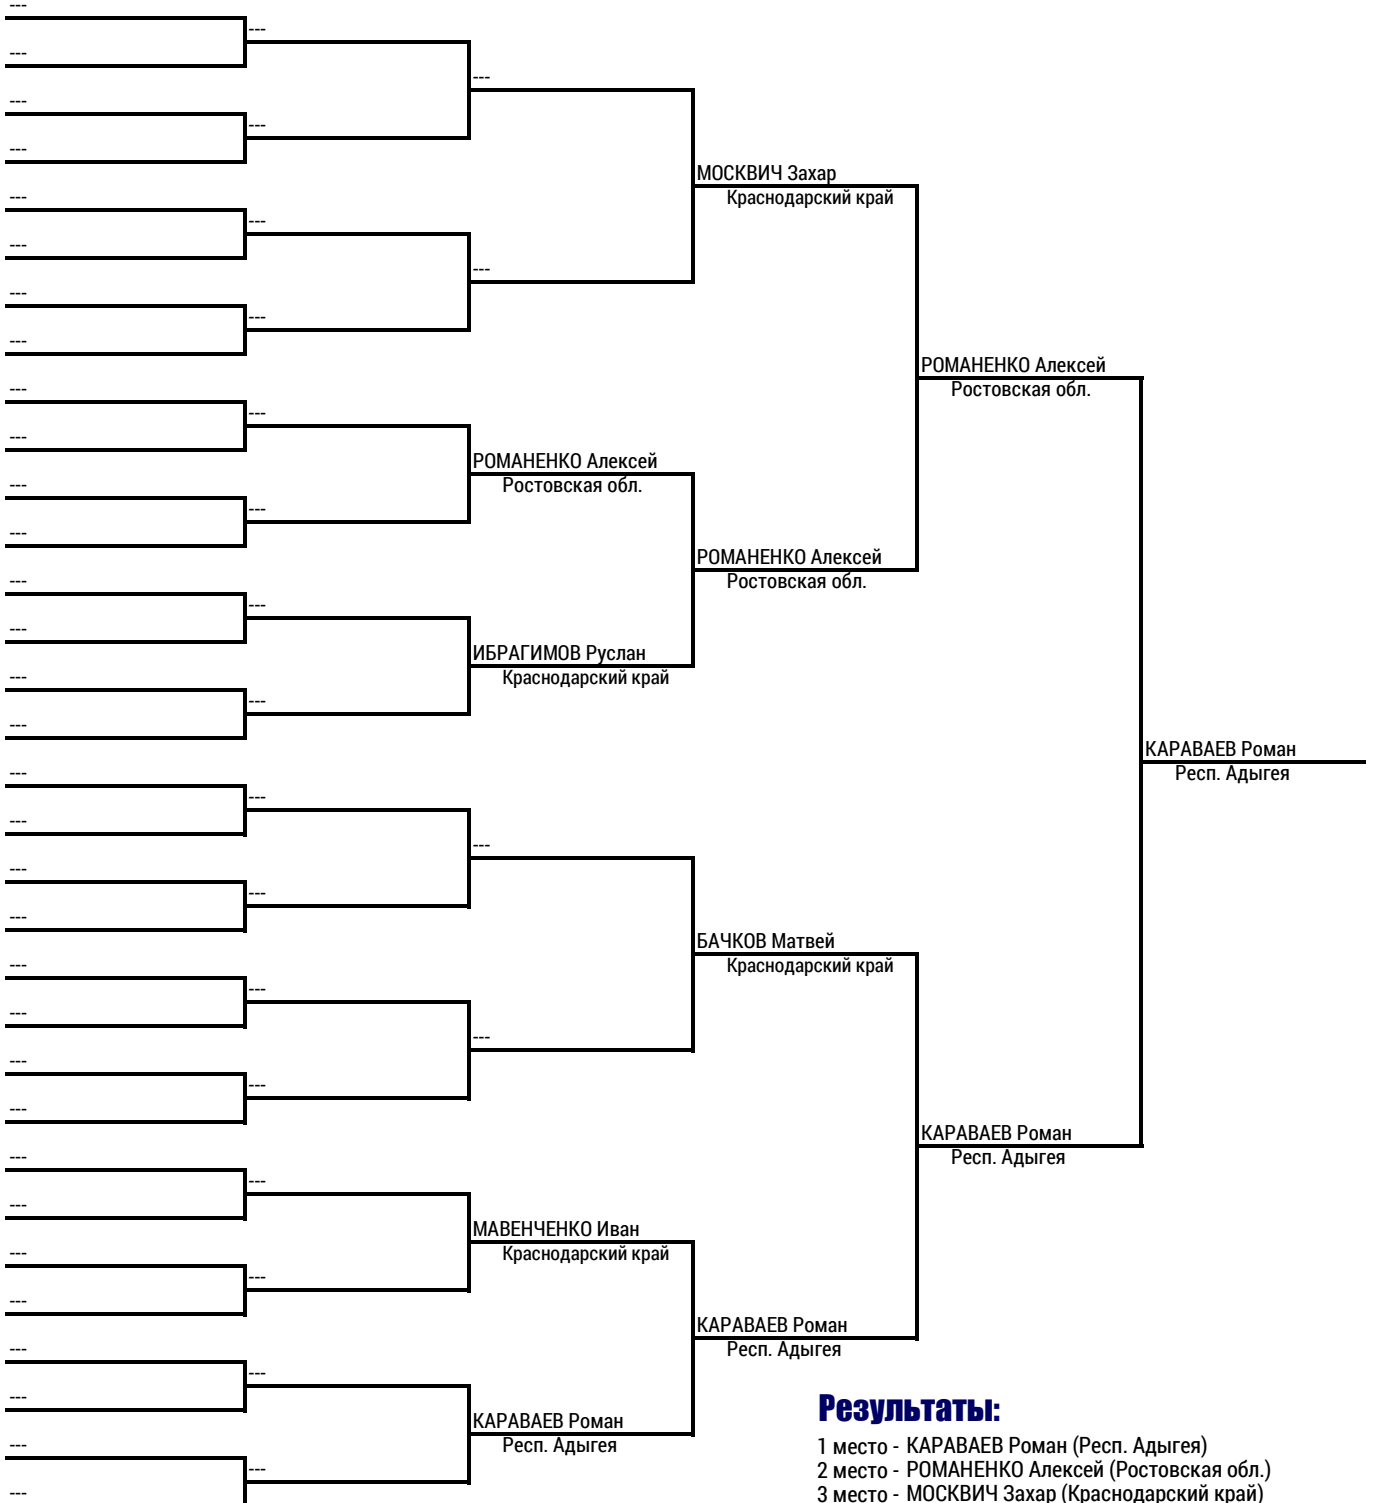 ---
---
---
---
---
---
---
МОСКВИЧ Захар
Краснодарский край
---
---
---
---
---
---
---
РОМАНЕНКО Алексей
Ростовская обл.
---
---
---
РОМАНЕНКО Алексей
Ростовская обл.
---
---
---
РОМАНЕНКО Алексей
Ростовская обл.
---
---
---
ИБРАГИМОВ Руслан
Краснодарский край
---
---
---
КАРАВАЕВ Роман
Респ. Адыгея
---
---
---
---
---
---
---
БАЧКОВ Матвей
Краснодарский край
---
---
---
---
---
---
---
КАРАВАЕВ Роман
Респ. Адыгея
---
---
---
МАВЕНЧЕНКО Иван
Краснодарский край
---
---
---
КАРАВАЕВ Роман
Респ. Адыгея
---
---
---
КАРАВАЕВ Роман
Респ. Адыгея
---
---
---
Результаты:
1 место - КАРАВАЕВ Роман (Респ. Адыгея)
2 место - РОМАНЕНКО Алексей (Ростовская обл.)
3 место - МОСКВИЧ Захар (Краснодарский край)